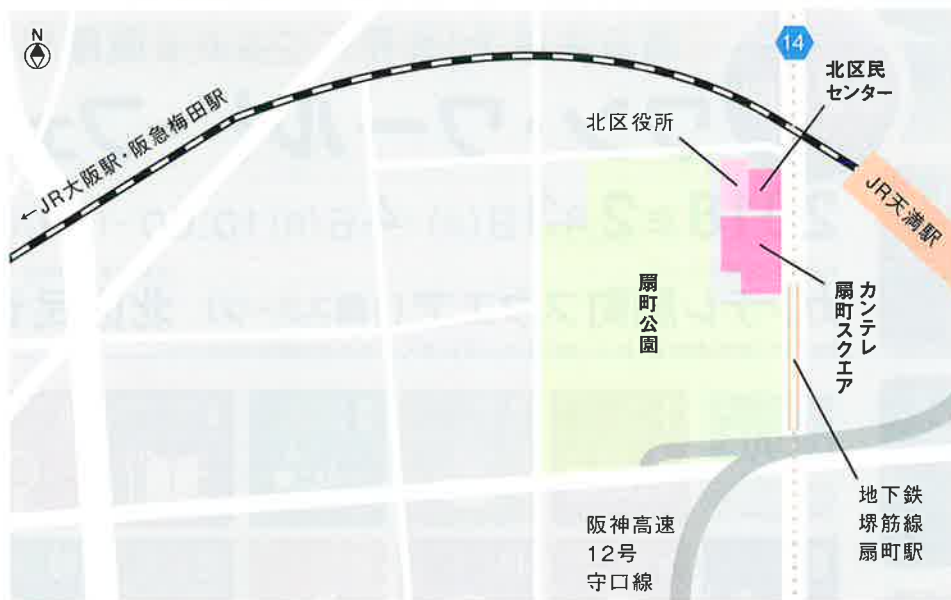 N
14
北区民
センター
北区役所
←JR大阪駅・阪急梅田駅
JR天満駅
扇町公園
カンテレ
扇町スクエア
地下鉄
堺筋線
扇町駅
阪神高速
12号
守口線